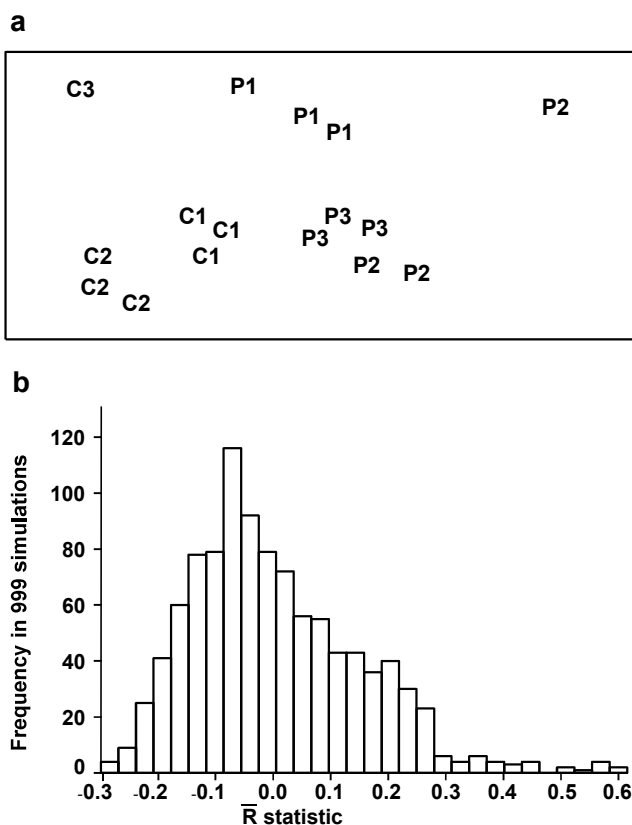 a
C3 P1 P2
P1
P1
C1 P3
C1 P3
P3
C2 C1 P2
P2
C2
C2
b
120
100
80
60
40
20
0
Frequency in 999 simulations
-0.3 -0.2 -0.1 0.0 0.1 0.2 0.3 0.4 0.5 0.6
R̅ statistic